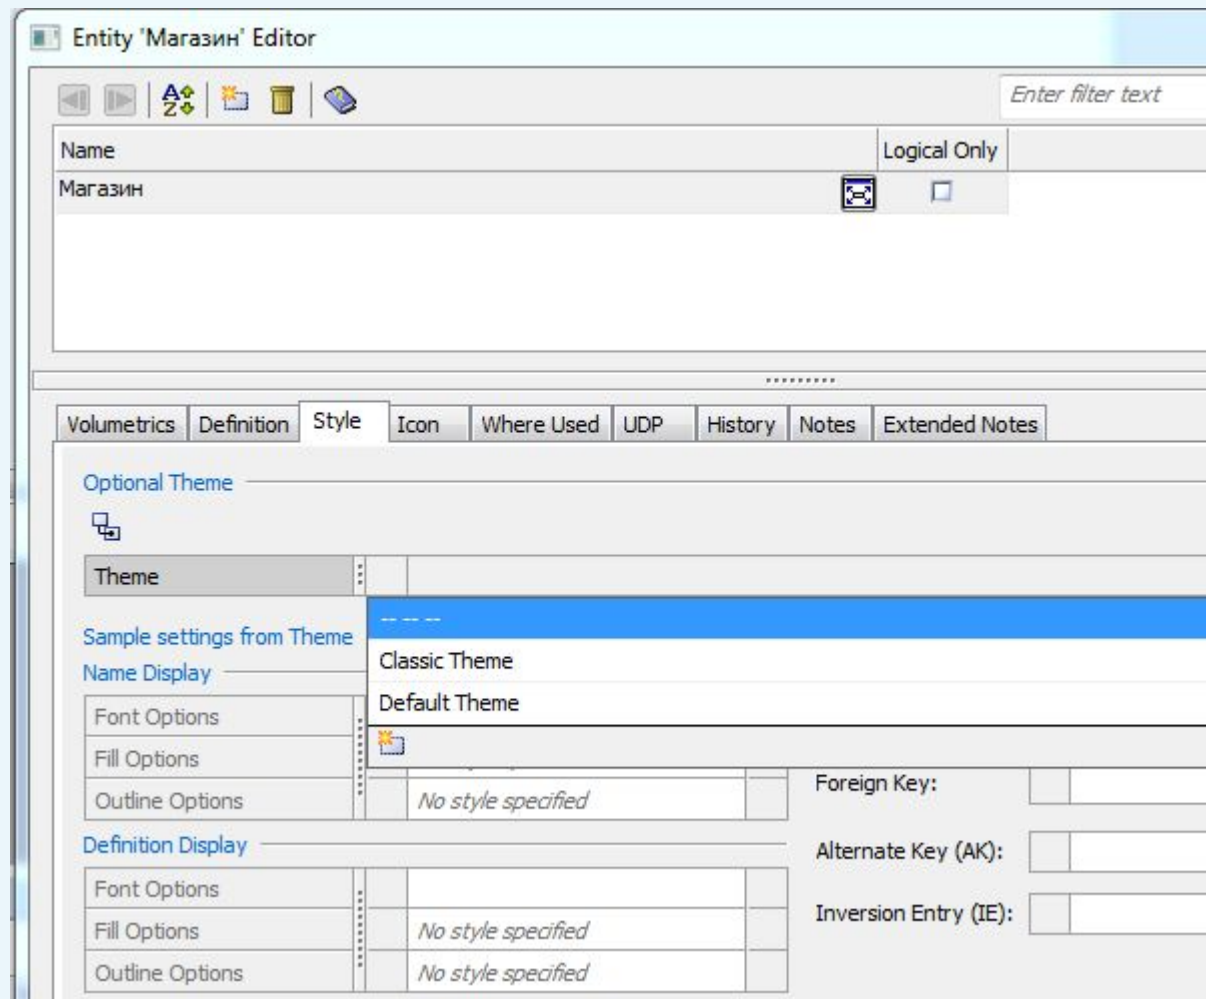 Entity 'Магазин' Editor
Enter filter text
Name Logical Only
Магазин
Volumetrics Definition Style Icon Where Used UDP History Notes Extended Notes
Optional Theme
Theme
-- -- --
Sample settings from Theme
Classic Theme
Name Display
Default Theme
Font Options
Fill Options
Foreign Key:
Outline Options No style specified
Definition Display
Alternate Key (AK):
Font Options
Inversion Entry (IE):
Fill Options No style specified
Outline Options No style specified